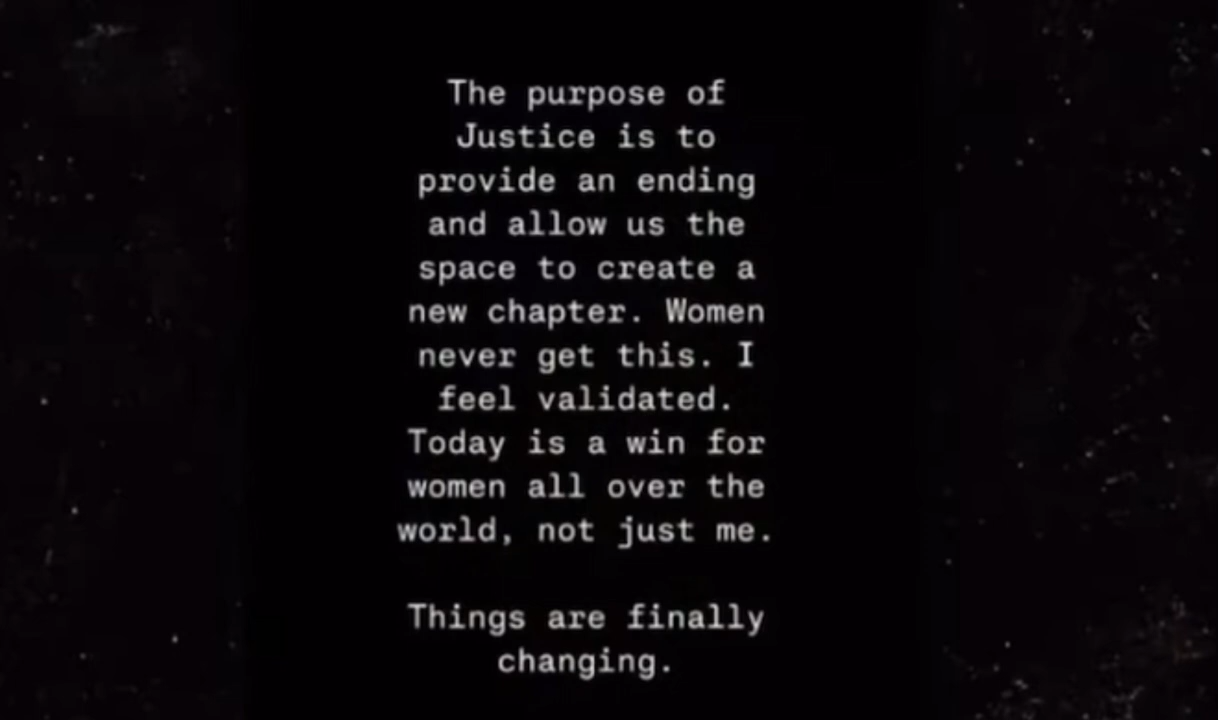 The purpose of
Justice is to
provide an ending
and allow us the
space to create a
new chapter. Women
never get this. I
feel validated.
Today is a win for
women all over the
world, not just me.
Things are finally
changing.